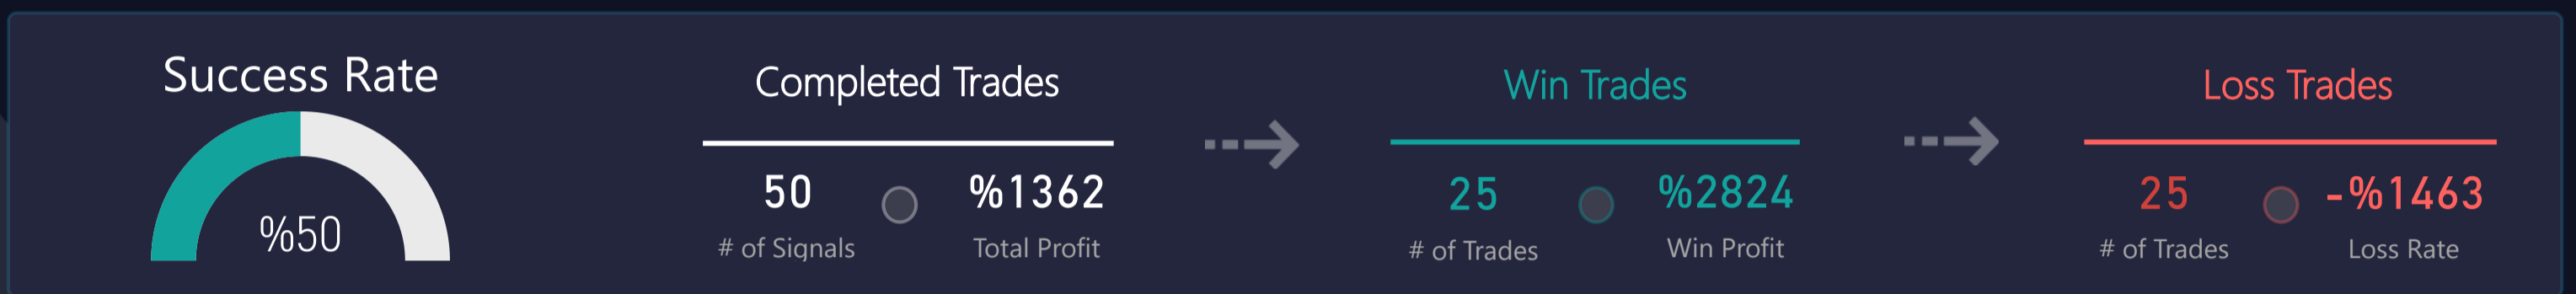 Success Rate
%50
Completed Trades
50 %1362
# of Signals Total Profit
Win Trades
25 %2824
# of Trades Win Profit
Loss Trades
25 -%1463
# of Trades Loss Rate